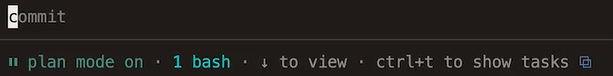 commit
⏸ plan mode on · 1 bash · ↓ to view · ctrl+t to show tasks